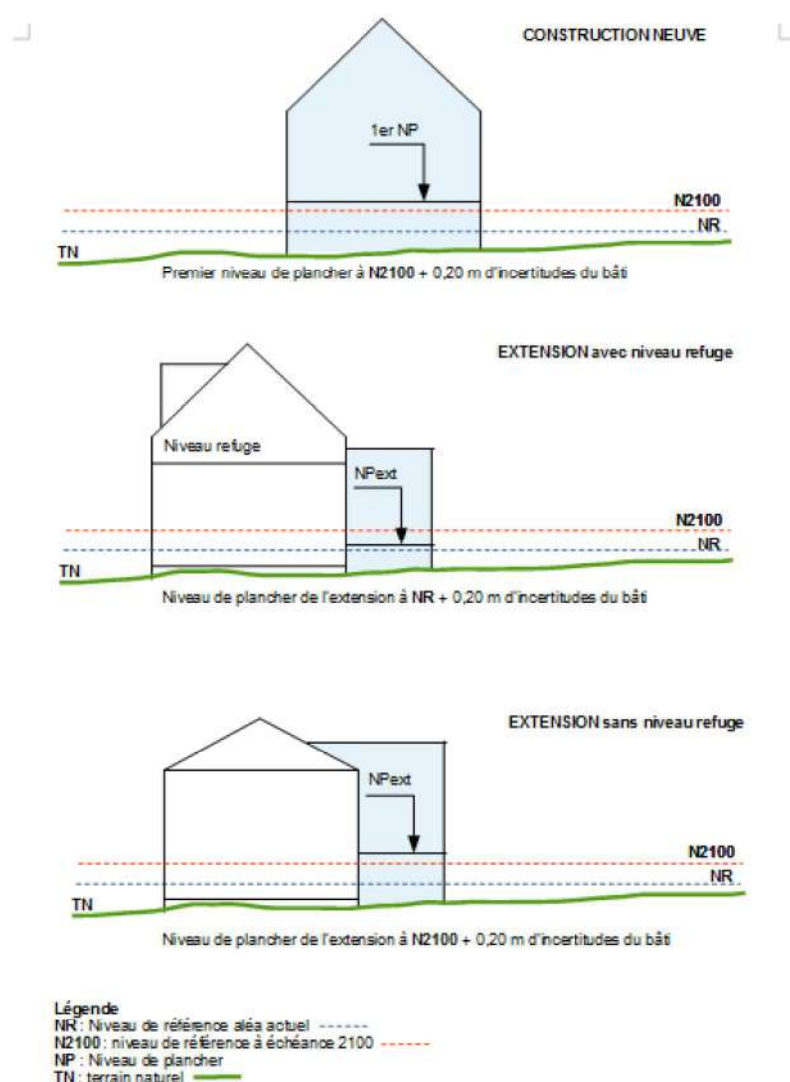 CONSTRUCTION NEUVE
1er NP
N2100
NR
TN
Premier niveau de plancher à N2100 + 0,20 m d'incertitudes du bâti
EXTENSION avec niveau refuge
Niveau refuge
NPext
N2100
NR
TN
Niveau de plancher de l'extension à NR + 0,20 m d'incertitudes du bâti
EXTENSION sans niveau refuge
NPext
N2100
NR
TN
Niveau de plancher de l'extension à N2100 + 0,20 m d'incertitudes du bâti
Légende
NR : Niveau de référence aléa actuel
N2100 : niveau de référence à échéance 2100
NP : Niveau de plancher
TN : terrain naturel